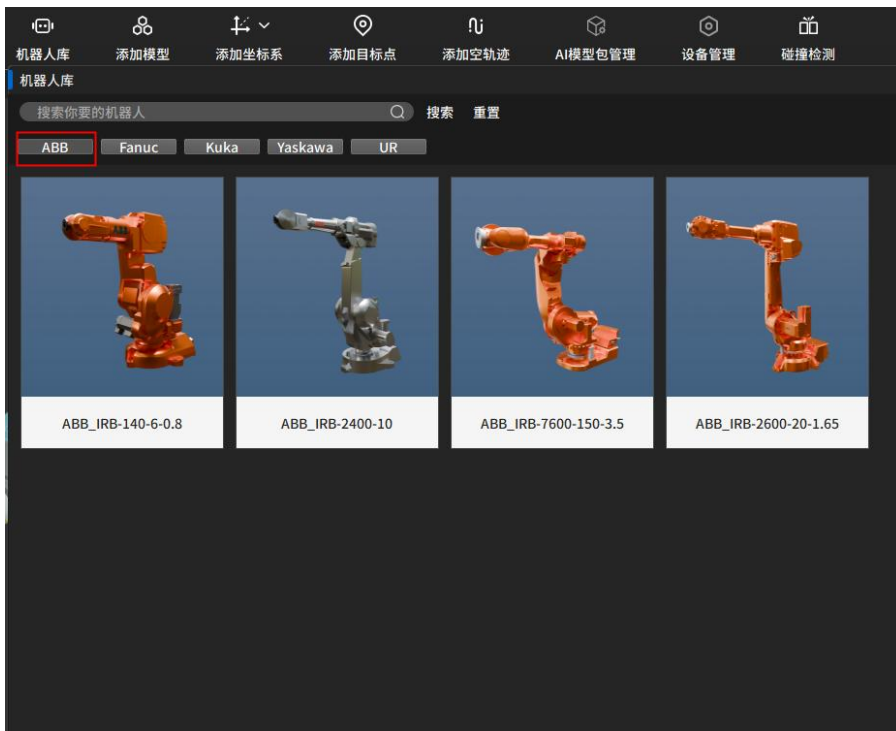 机器人库 添加模型 添加坐标系 添加目标点 添加空轨迹 AI模型包管理 设备管理 碰撞检测
机器人库
搜索你要的机器人 搜索 重置
ABB Fanuc Kuka Yaskawa UR
ABB_IRB-140-6-0.8 ABB_IRB-2400-10 ABB_IRB-7600-150-3.5 ABB_IRB-2600-20-1.65